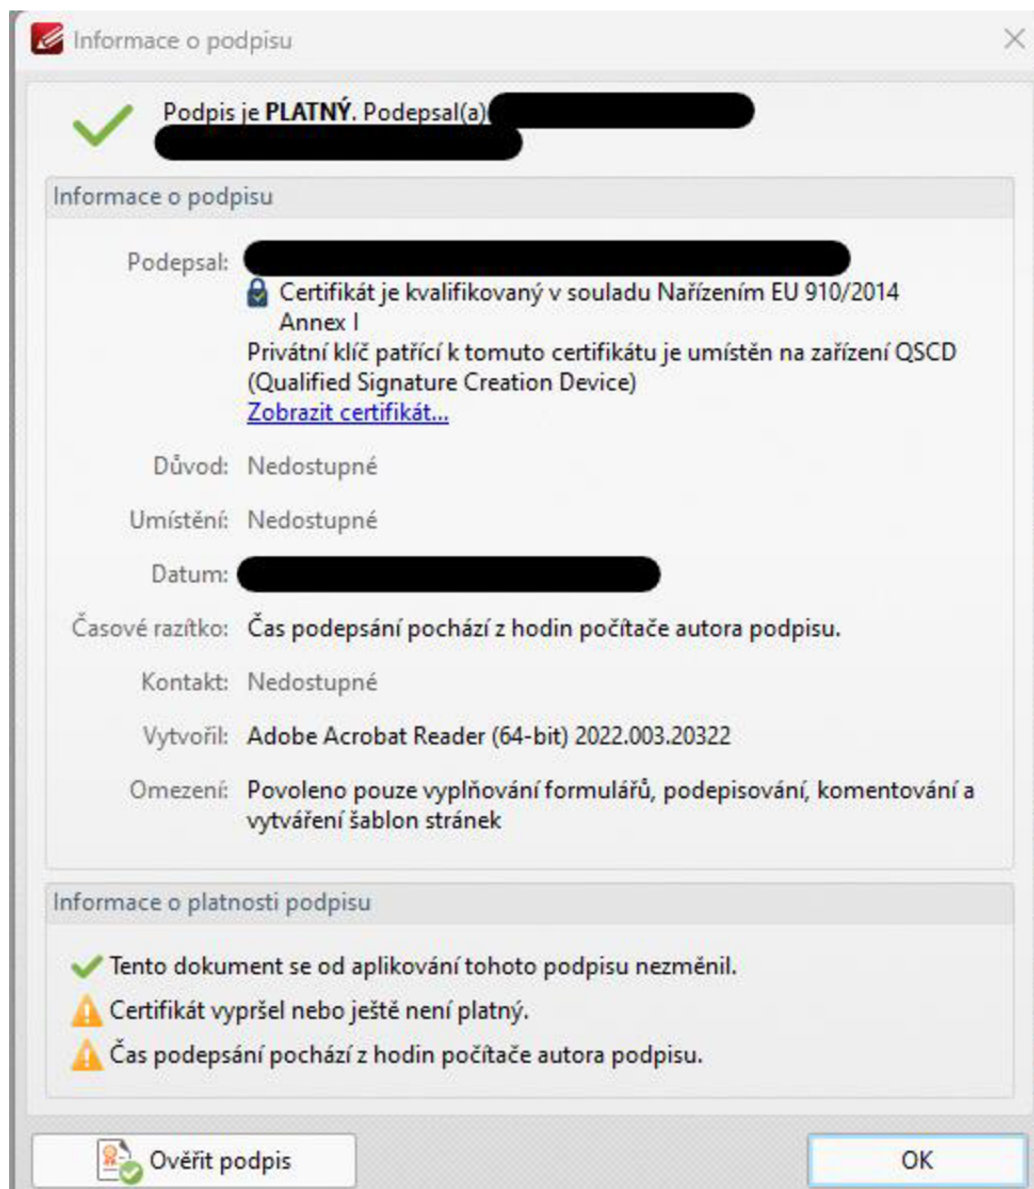 Informace o podpisu
Podpis je PLATNÝ. Podepsal(a)
Informace o podpisu
Podepsal:
Certifikát je kvalifikovaný v souladu Nařízením EU 910/2014
Annex I
Privátní klíč patřící k tomuto certifikátu je umístěn na zařízení QSCD
(Qualified Signature Creation Device)
Zobrazit certifikát...
Důvod: Nedostupné
Umístění: Nedostupné
Datum:
Časové razítko: Čas podepsání pochází z hodin počítače autora podpisu.
Kontakt: Nedostupné
Vytvořil: Adobe Acrobat Reader (64-bit) 2022.003.20322
Omezení: Povoleno pouze vyplňování formulářů, podepisování, komentování a
vytváření šablon stránek
Informace o platnosti podpisu
Tento dokument se od aplikování tohoto podpisu nezměnil.
Certifikát vypršel nebo ještě není platný.
Čas podepsání pochází z hodin počítače autora podpisu.
Ověřit podpis
OK